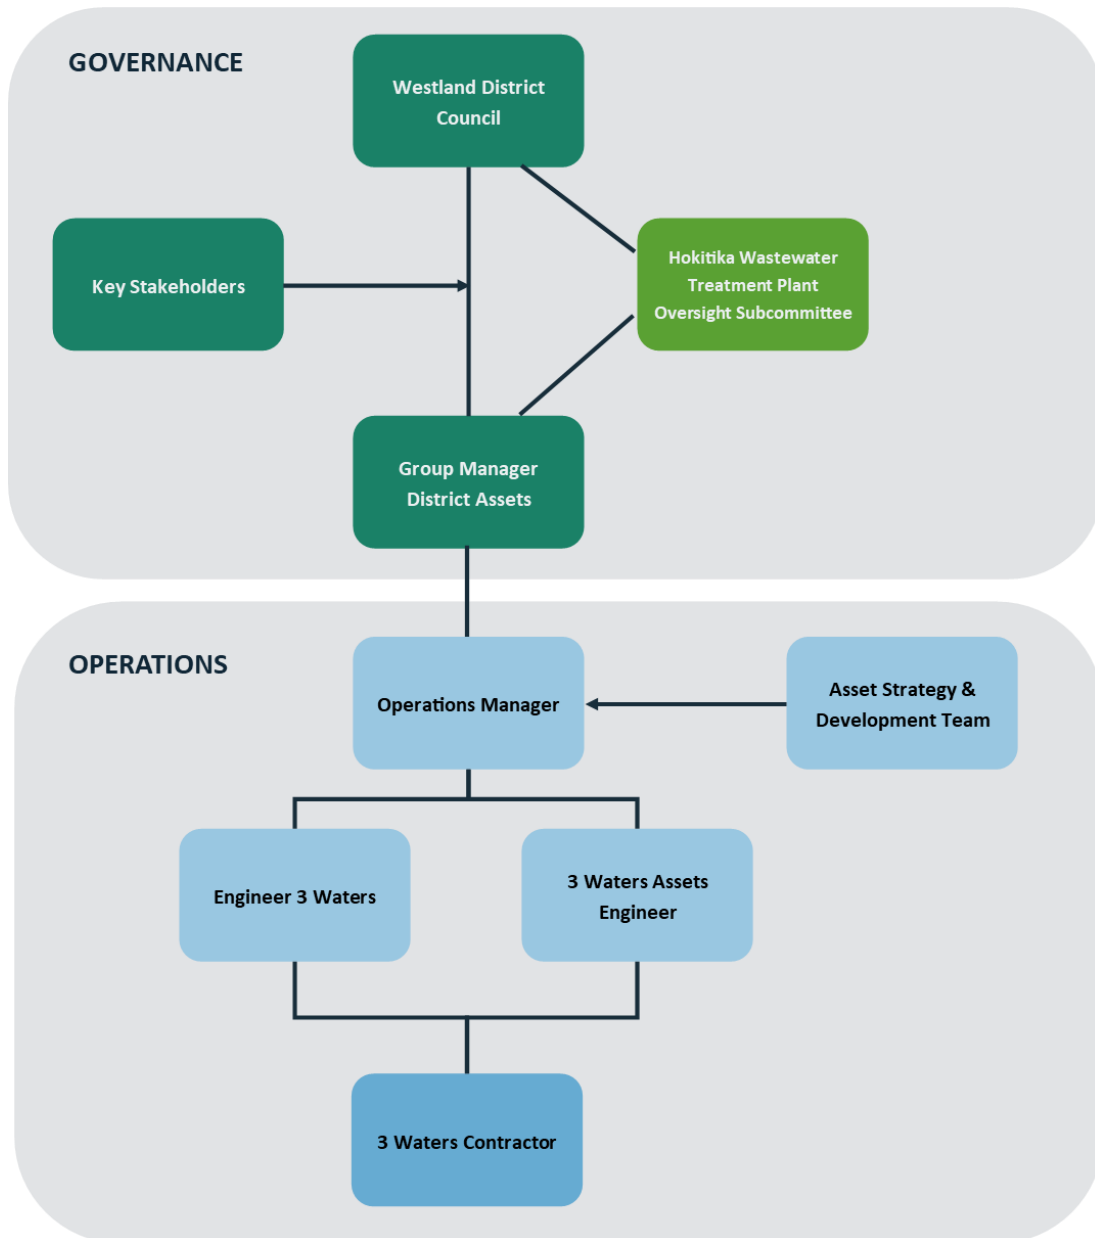 GOVERNANCE
Westland District
Council
Key Stakeholders
Hokitika Wastewater
Treatment Plant
Oversight Subcommittee
Group Manager
District Assets
OPERATIONS
Operations Manager
Asset Strategy &
Development Team
Engineer 3 Waters
3 Waters Assets
Engineer
3 Waters Contractor